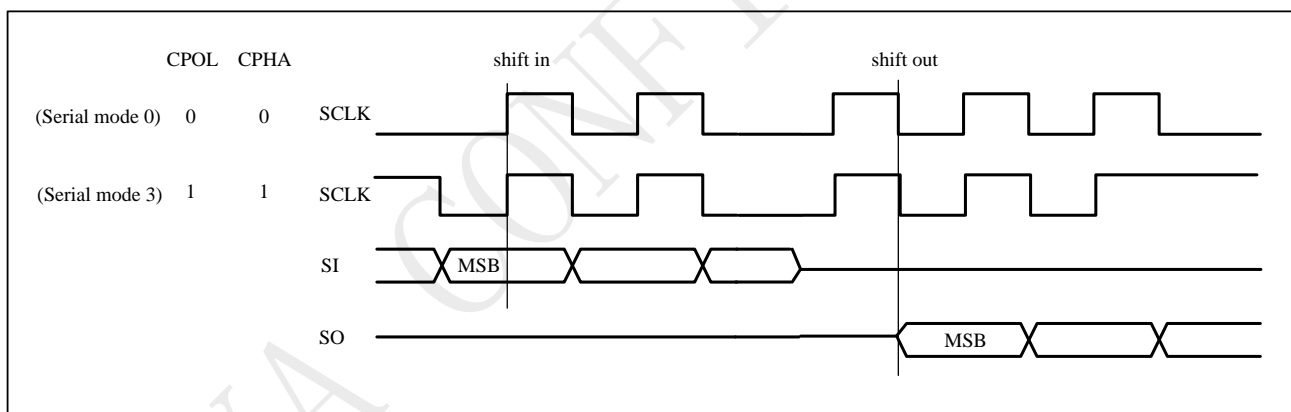 CPOL CPHA shift in shift out
(Serial mode 0) 0 0 SCLK
(Serial mode 3) 1 1 SCLK
SI MSB
SO MSB